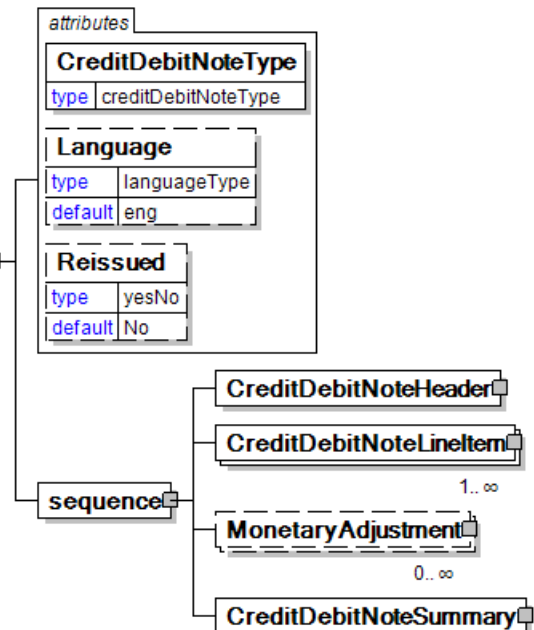 attributes
CreditDebitNoteType
type creditDebitNoteType
Language
type languageType
default eng
Reissued
type yesNo
default No
CreditDebitNoteHeader
CreditDebitNoteLineItem
1.. ∞
sequence
MonetaryAdjustment
0.. ∞
CreditDebitNoteSummary